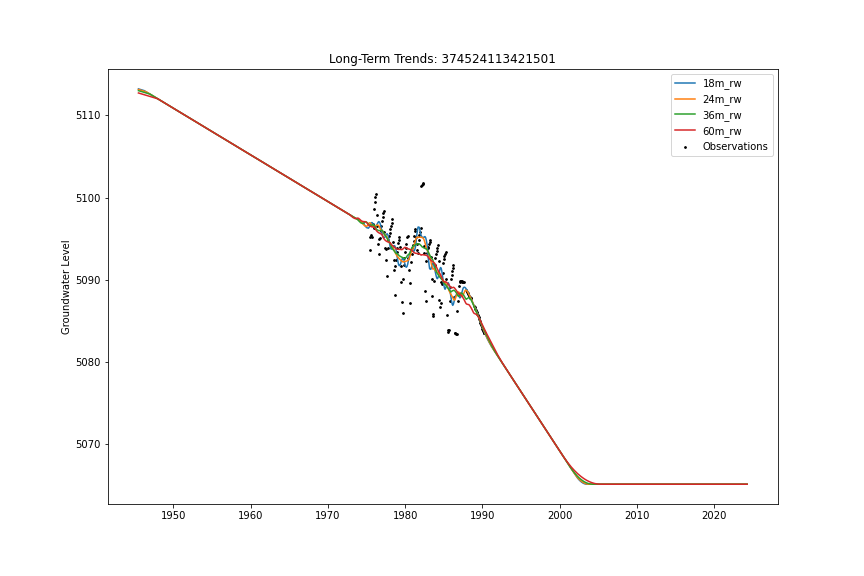 Long-Term Trends: 374524113421501
18m_rw
24m_rw
36m_rw
60m_rw
Observations
Groundwater Level
5110
5100
5090
5080
5070
1950 1960 1970 1980 1990 2000 2010 2020